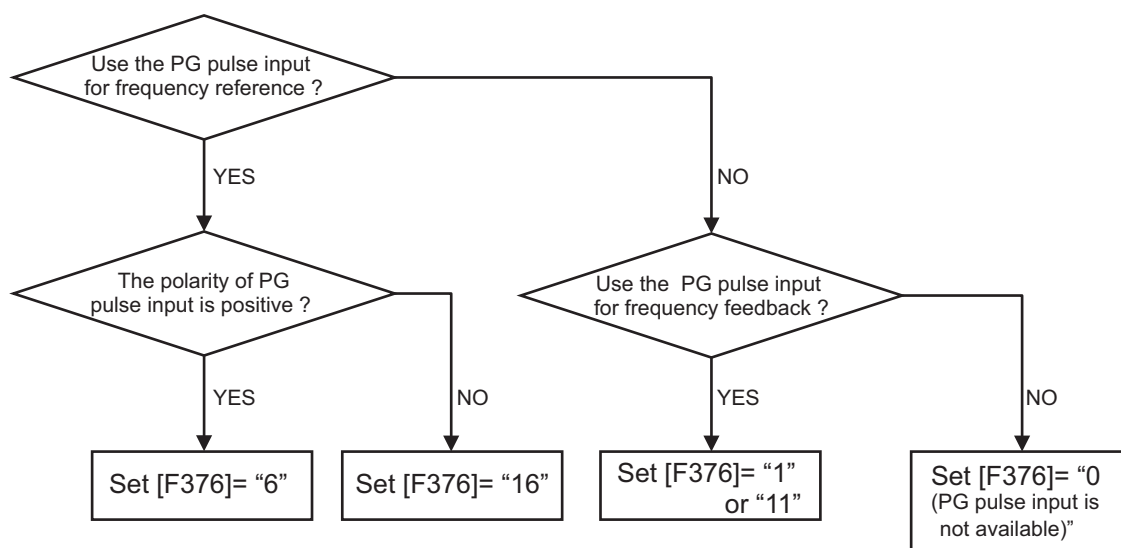 Use the PG pulse input
for frequency reference ?
YES
NO
The polarity of PG
pulse input is positive ?
Use the  PG pulse input
for frequency feedback ?
YES
NO
YES
NO
Set [F376]= “6”
Set [F376]= “16”
Set [F376]= “1”
or “11”
Set [F376]= “0
(PG pulse input is
not available)”